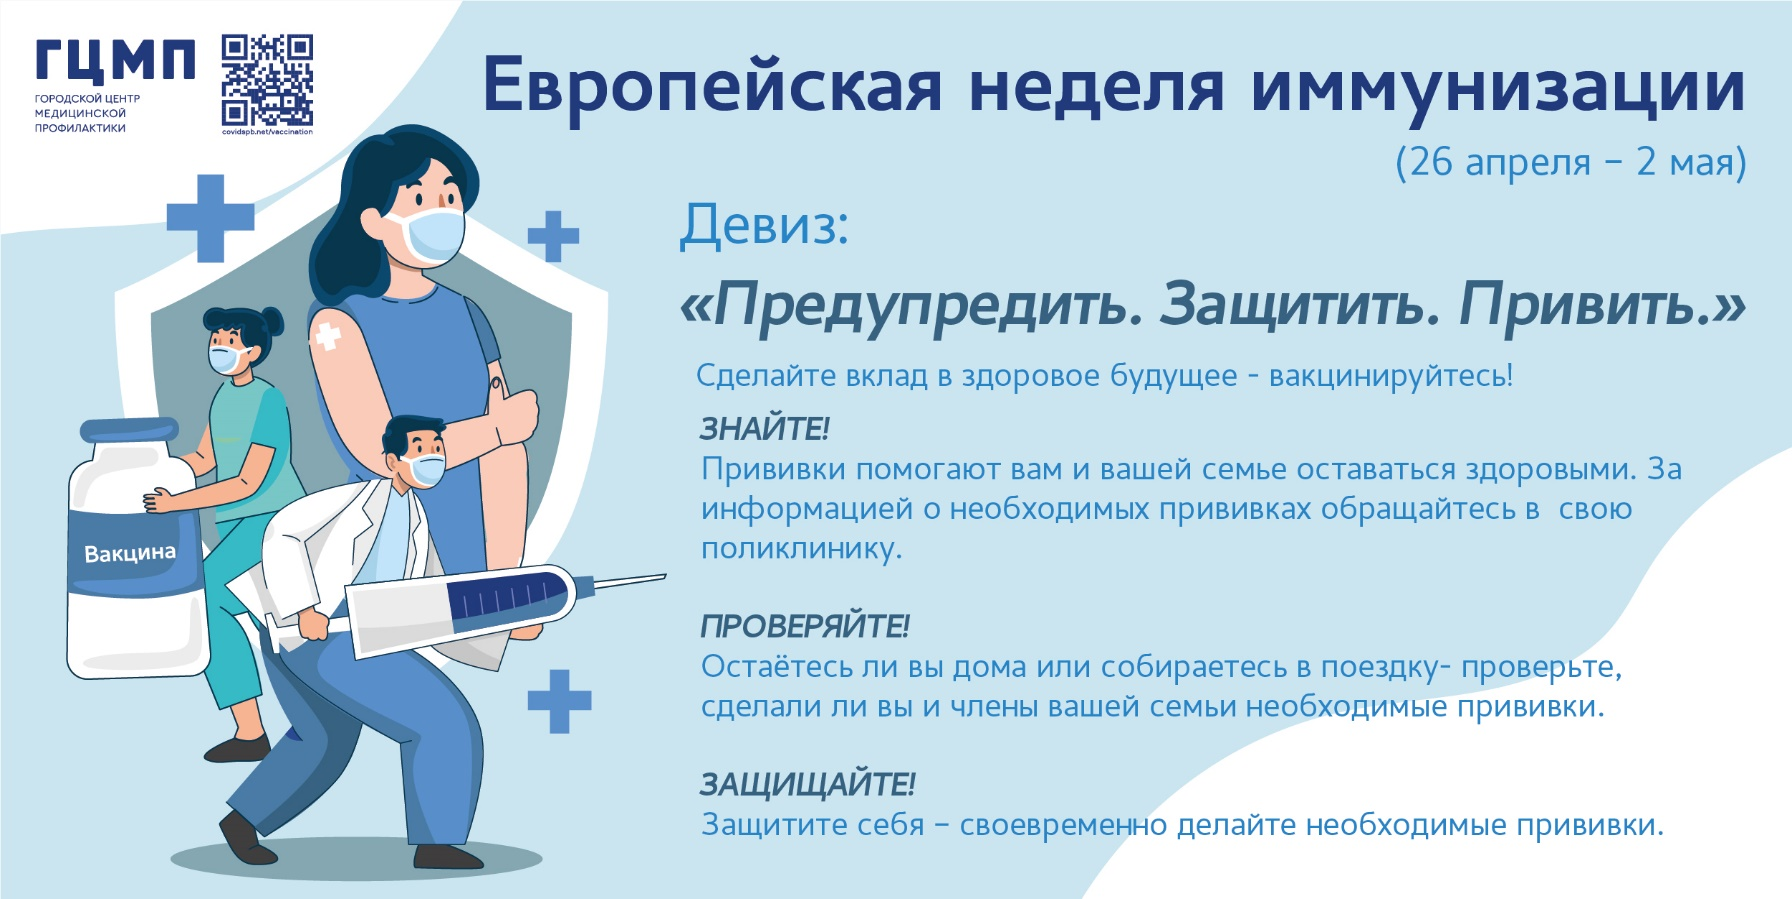 ГЦМП
ГОРОДСКОЙ ЦЕНТР
МЕДИЦИНСКОЙ
ПРОФИЛАКТИКИ
covidspb.net/vaccination
Европейская неделя иммунизации
(26 апреля – 2 мая)
Девиз:
«Предупредить. Защитить. Привить.»
Сделайте вклад в здоровое будущее - вакцинируйтесь!
ЗНАЙТЕ!
Прививки помогают вам и вашей семье оставаться здоровыми. За
информацией о необходимых прививках обращайтесь в  свою
поликлинику.
ПРОВЕРЯЙТЕ!
Остаётесь ли вы дома или собираетесь в поездку- проверьте,
сделали ли вы и члены вашей семьи необходимые прививки.
ЗАЩИЩАЙТЕ!
Защитите себя – своевременно делайте необходимые прививки.
Вакцина